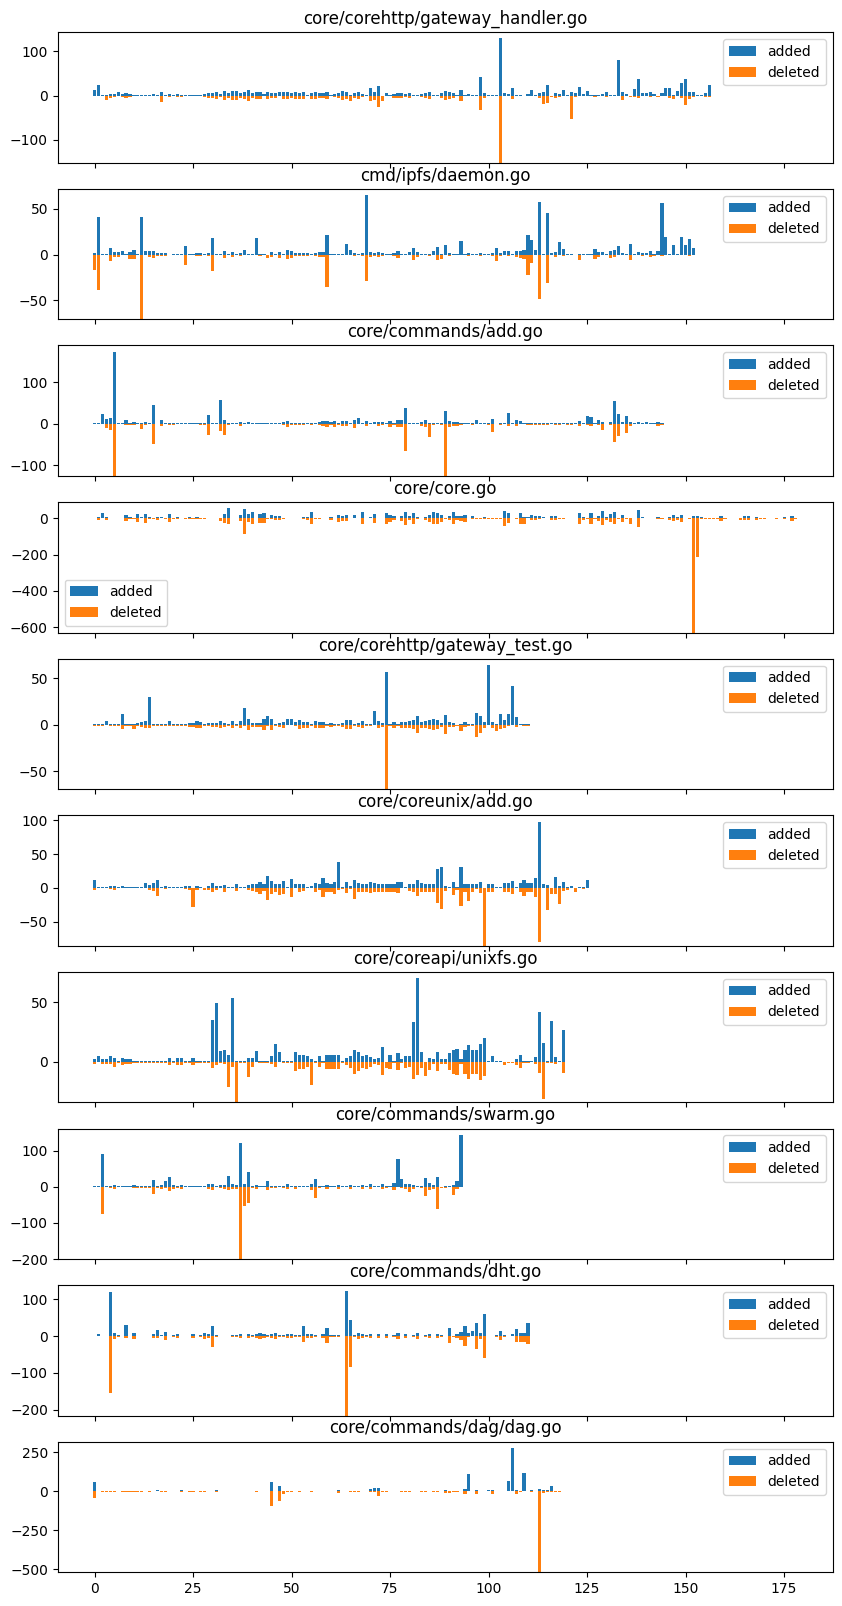 core/corehttp/gateway_handler.go
100
0
−100
added
deleted
cmd/ipfs/daemon.go
50
0
−50
added
deleted
core/commands/add.go
100
0
−100
added
deleted
core/core.go
0
−200
−400
−600
added
deleted
core/corehttp/gateway_test.go
50
0
−50
added
deleted
core/coreunix/add.go
100
50
0
−50
added
deleted
core/coreapi/unixfs.go
50
0
added
deleted
core/commands/swarm.go
100
0
−100
−200
added
deleted
core/commands/dht.go
100
0
−100
−200
added
deleted
core/commands/dag/dag.go
250
0
−250
−500
added
deleted
0 25 50 75 100 125 150 175